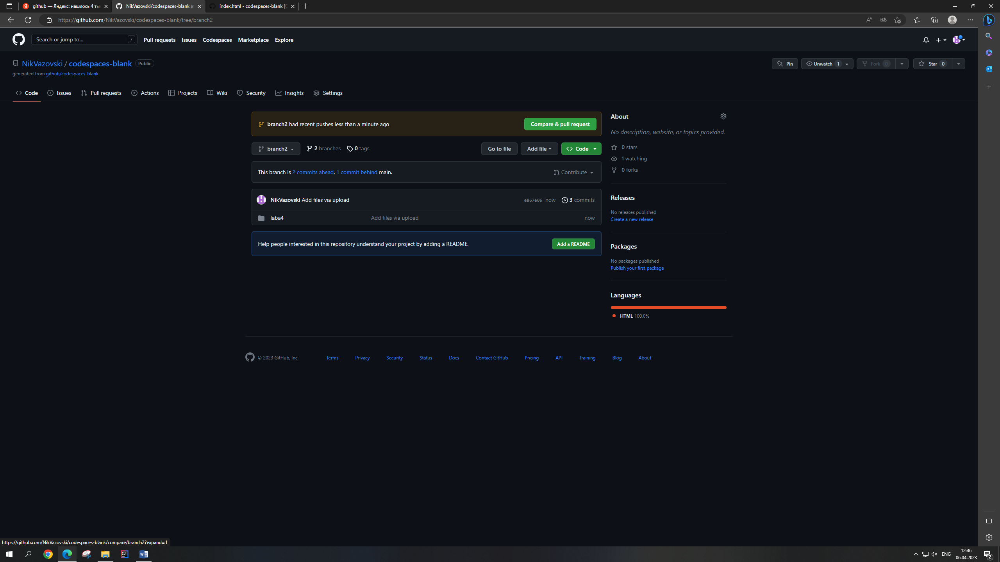 github — Яндекс: нашлось 4 тыс
NikVazovski/codespaces-blank at
index.html - codespaces-blank [C
https://github.com/NikVazovski/codespaces-blank/tree/branch2
Search or jump to... /
Pull requests Issues Codespaces Marketplace Explore
NikVazovski / codespaces-blank Public
Pin Unwatch 1 Fork 0 Star 0
generated from github/codespaces-blank
Code Issues Pull requests Actions Projects Wiki Security Insights Settings
branch2 had recent pushes less than a minute ago Compare & pull request
branch2 2 branches 0 tags Go to file Add file Code
This branch is 2 commits ahead, 1 commit behind main. Contribute
NikVazovski Add files via upload e867e06 now 3 commits
laba4 Add files via upload now
Help people interested in this repository understand your project by adding a README. Add a README
About
No description, website, or topics provided.
0 stars
1 watching
0 forks
Releases
No releases published
Create a new release
Packages
No packages published
Publish your first package
Languages
HTML 100.0%
© 2023 GitHub, Inc. Terms Privacy Security Status Docs Contact GitHub Pricing API Training Blog About
https://github.com/NikVazovski/codespaces-blank/compare/branch2?expand=1
ENG
12:46
06.04.2023
2